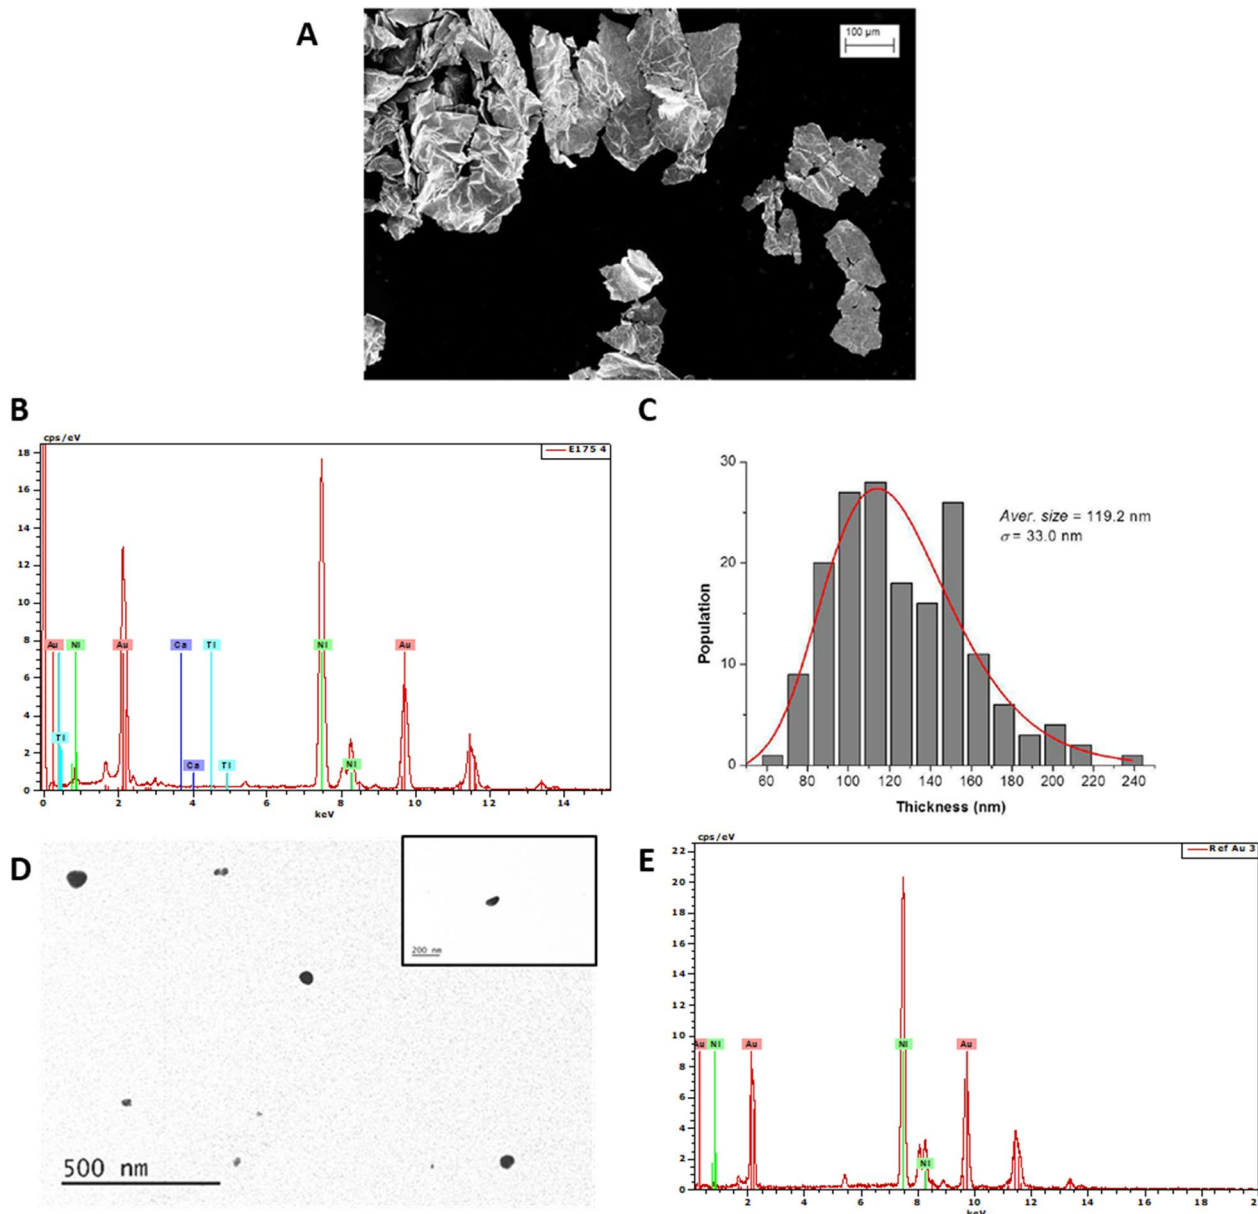 A
100 µm
B
cps/eV
E175 4
18
16
14
12
10
8
6
4
2
0
Au
Ni
Au
Ca
Ti
Ni
Au
Ti
Ca
Ti
Ni
0
2
4
6
8
10
12
14
keV
C
30
20
10
0
Population
Aver. size = 119.2 nm
σ = 33.0 nm
60
80
100
120
140
160
180
200
220
240
Thickness (nm)
D
200 nm
500 nm
E
cps/eV
Ref Au 3
22
20
18
16
14
12
10
8
6
4
2
0
Au
Ni
Au
Ni
Au
Ni
2
4
6
8
10
12
14
16
18
keV